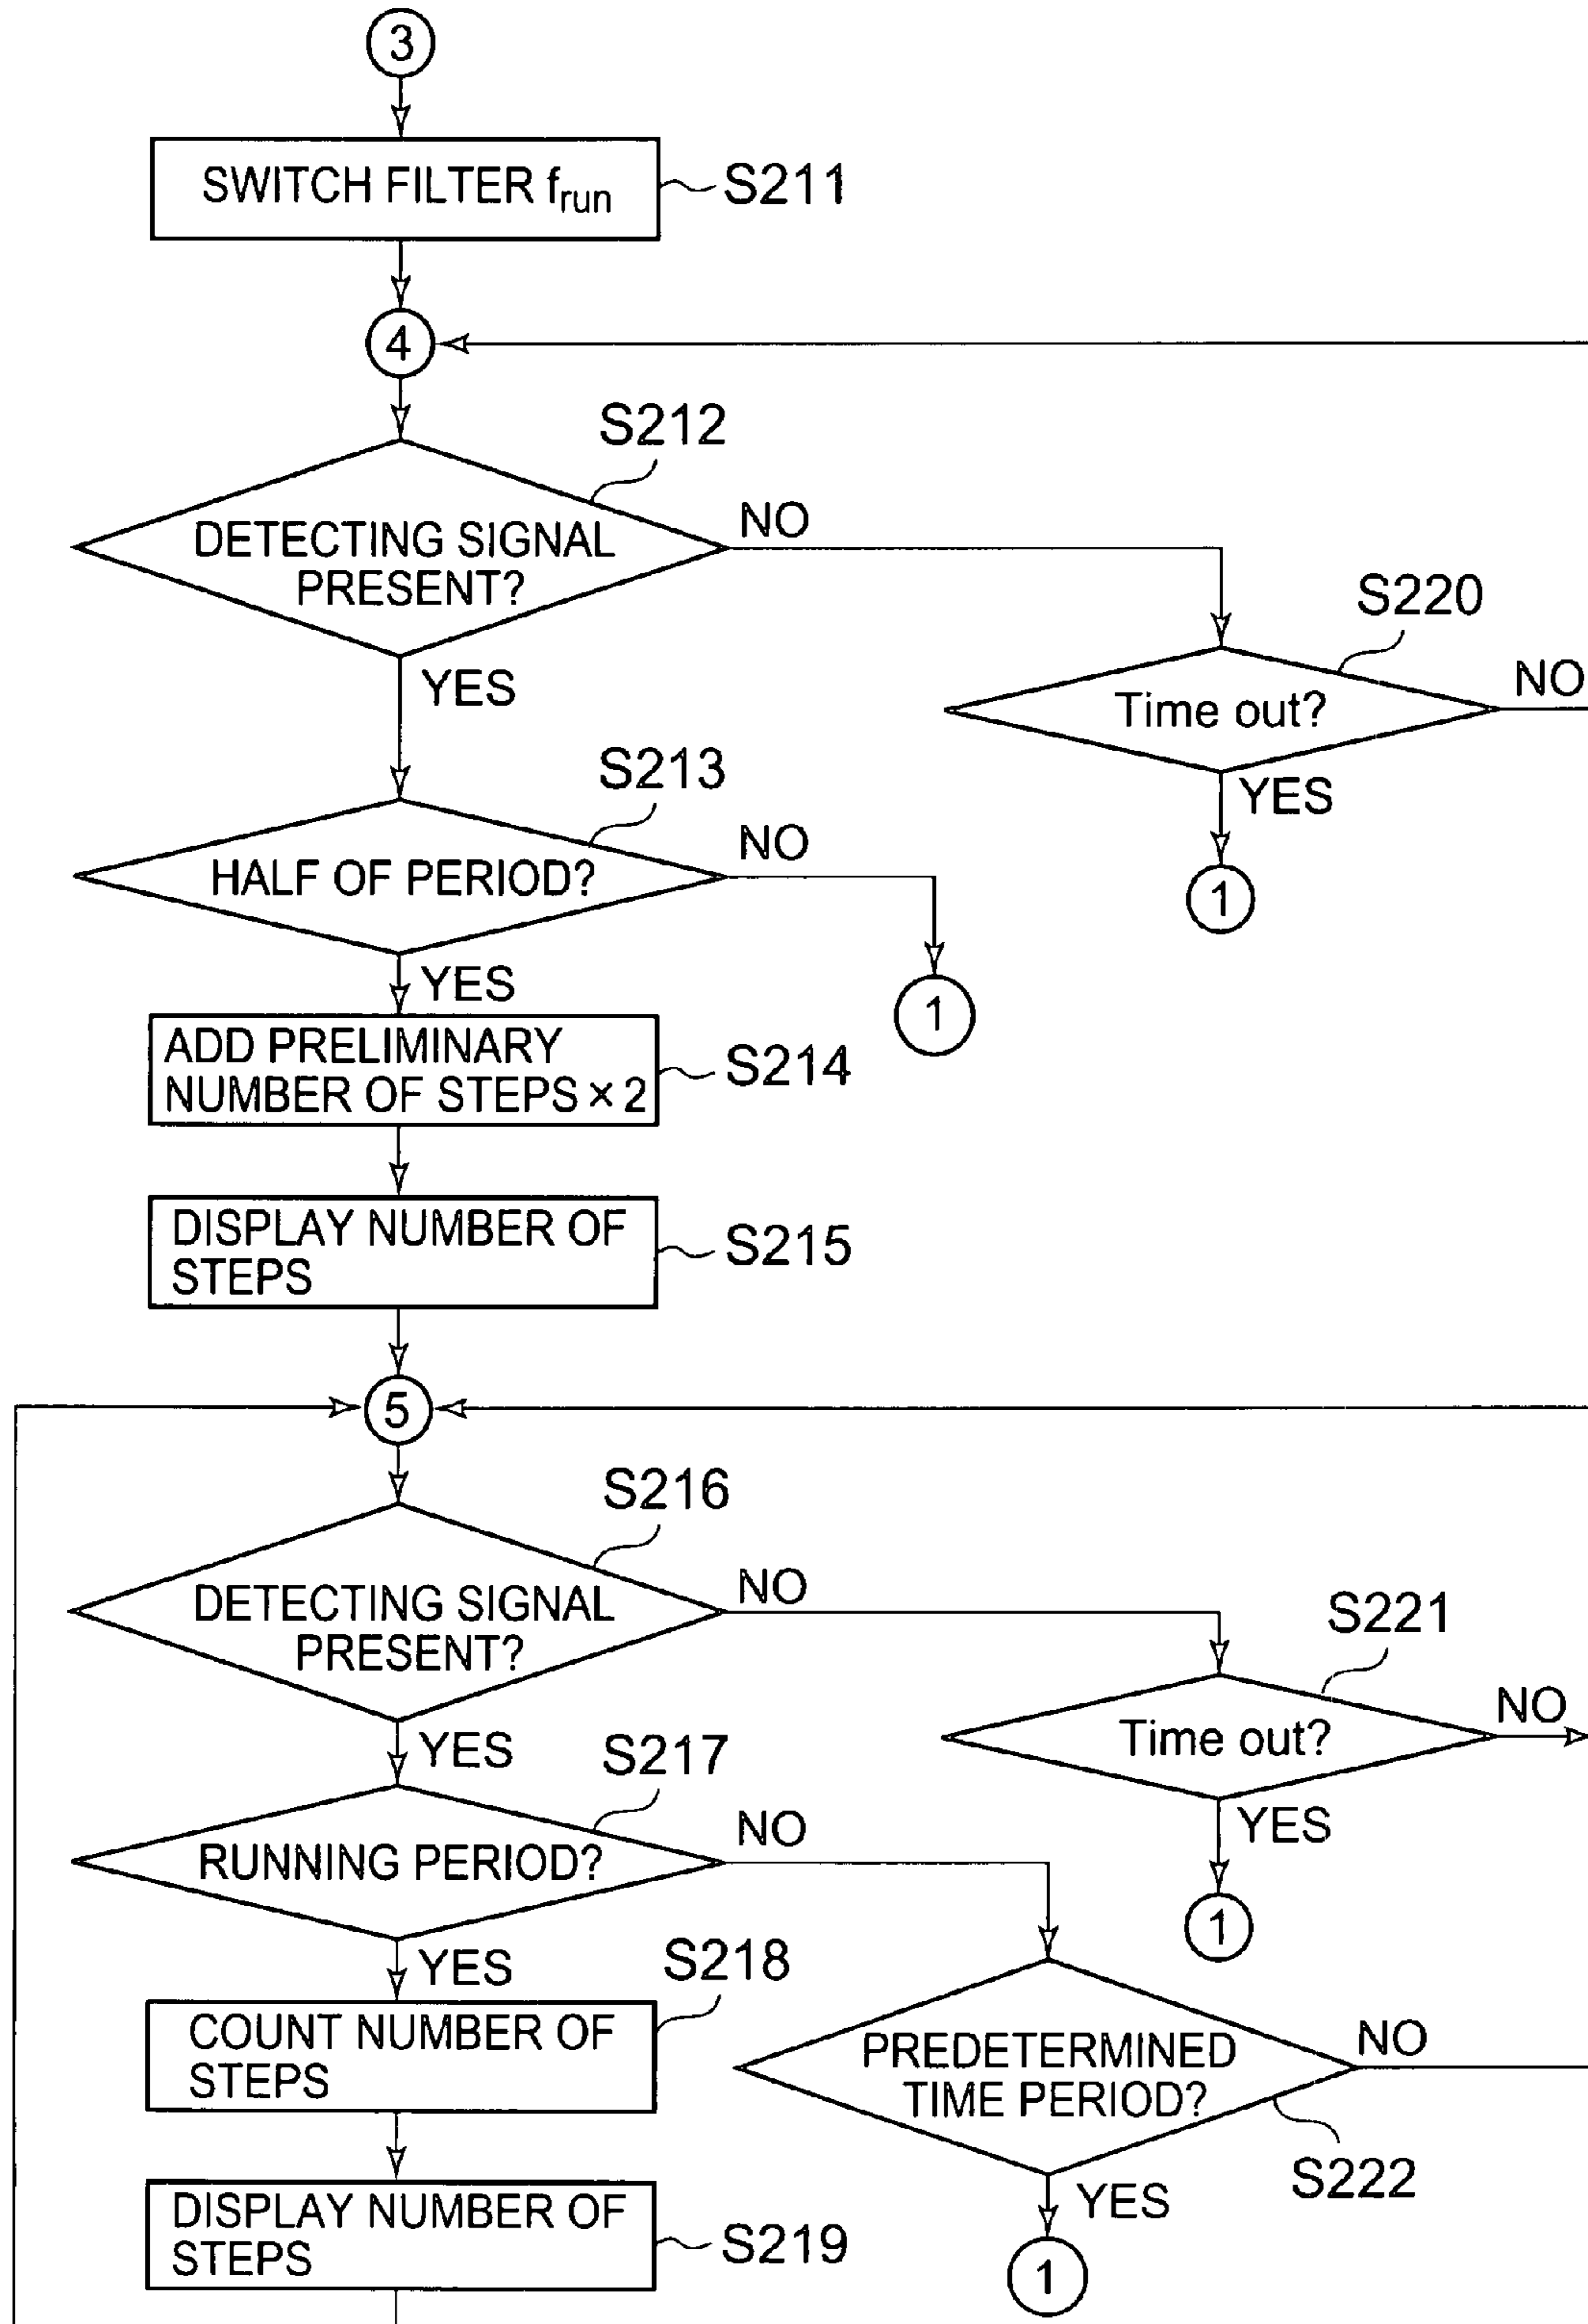 3
SWITCH FILTER frun
S211
4
S212
DETECTING SIGNAL
PRESENT?
NO
YES
S220
Time out?
NO
YES
1
S213
HALF OF PERIOD?
NO
1
YES
ADD PRELIMINARY
NUMBER OF STEPS × 2
S214
DISPLAY NUMBER OF
STEPS
S215
5
S216
DETECTING SIGNAL
PRESENT?
NO
YES
S221
Time out?
NO
YES
1
S217
RUNNING PERIOD?
NO
YES
S218
COUNT NUMBER OF
STEPS
PREDETERMINED
TIME PERIOD?
NO
S222
YES
1
DISPLAY NUMBER OF
STEPS
S219